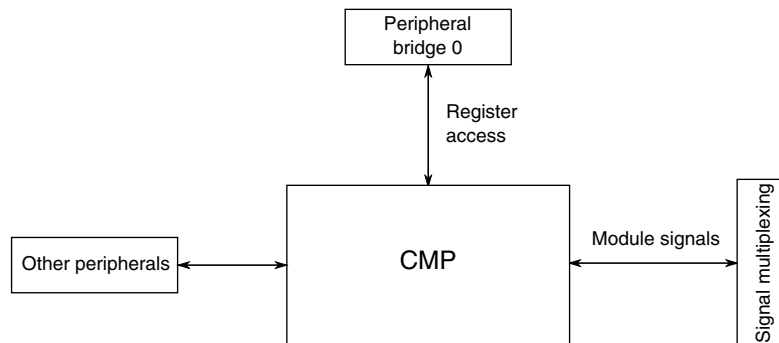 Peripheral
bridge 0
Register
access
Other peripherals
CMP
Module signals
Signal multiplexing